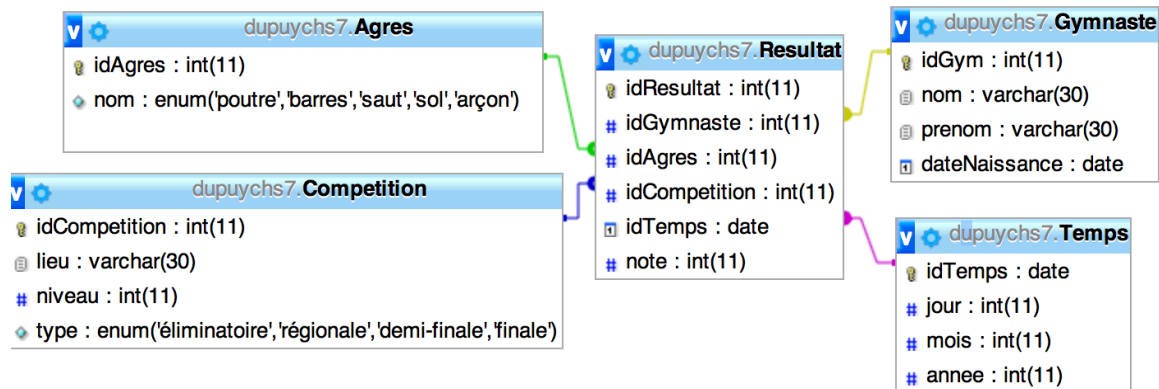 dupuychs7.Agres
idAgres : int(11)
nom : enum('poutre','barres','saut','sol','arçon')
dupuychs7.Competition
idCompetition : int(11)
lieu : varchar(30)
niveau : int(11)
type : enum('éliminatoire','régionale','demi-finale','finale')
dupuychs7.Resultat
idResultat : int(11)
idGymnaste : int(11)
idAgres : int(11)
idCompetition : int(11)
idTemps : date
note : int(11)
dupuychs7.Gymnaste
idGym : int(11)
nom : varchar(30)
prenom : varchar(30)
dateNaissance : date
dupuychs7.Temps
idTemps : date
jour : int(11)
mois : int(11)
annee : int(11)